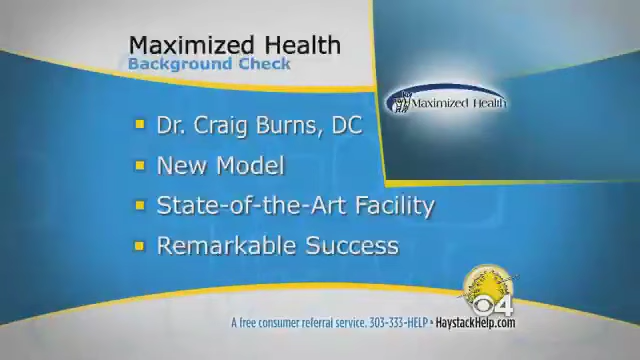 Maximized Health
Background Check
Maximized Health
Dr. Craig Burns, DC
New Model
State-of-the-Art Facility
Remarkable Success
4
A free consumer referral service. 303-333-HELP • HaystackHelp.com